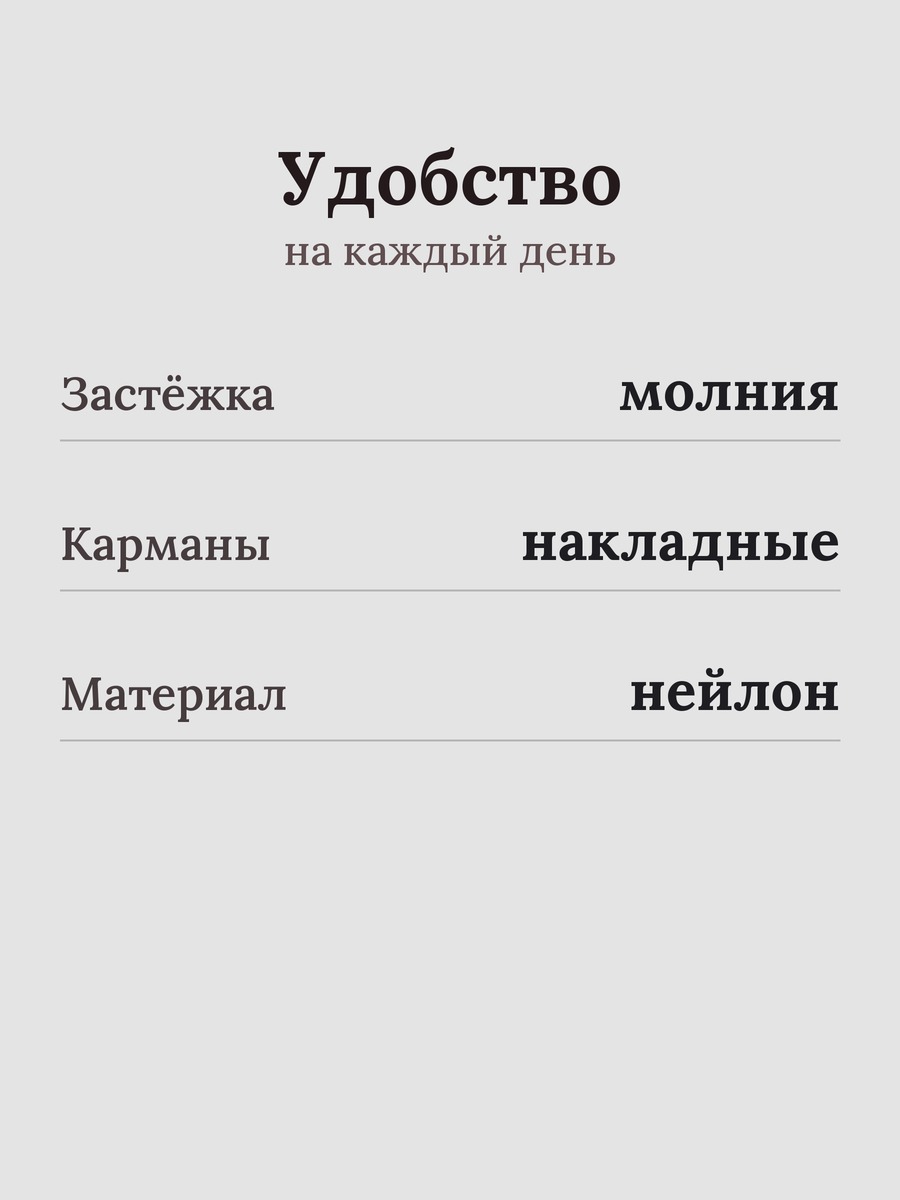 Удобство
на каждый день
Застёжка молния
Карманы накладные
Материал нейлон